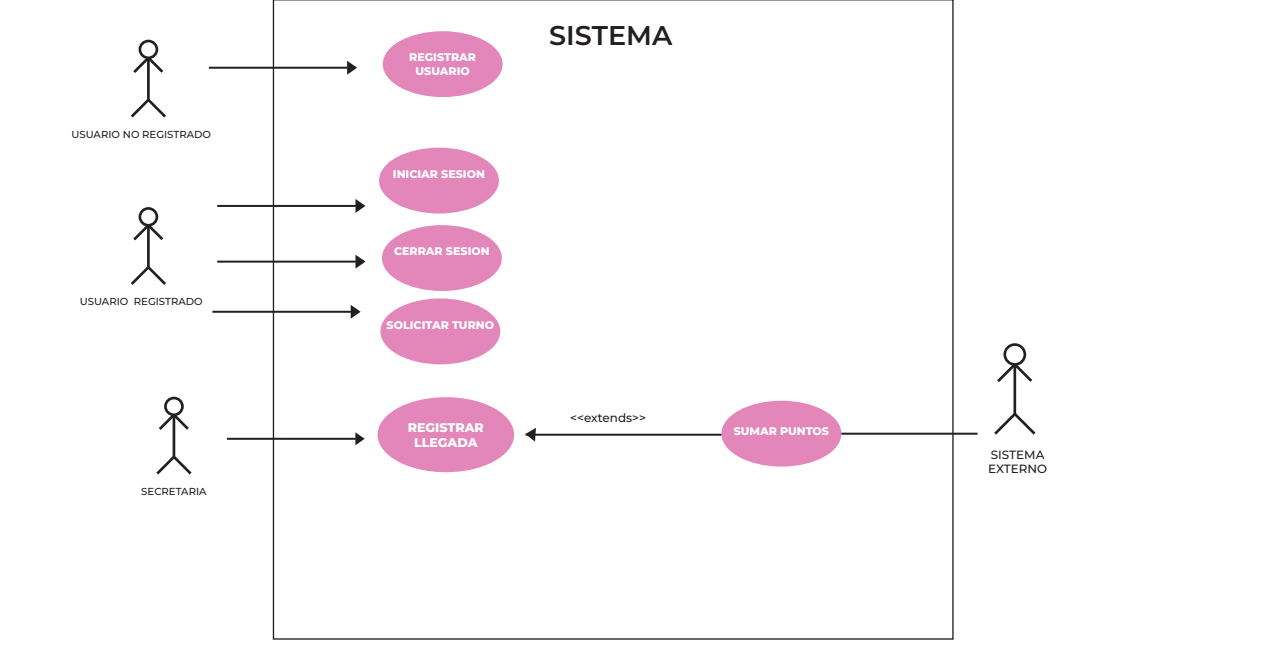 SISTEMA
REGISTRAR
USUARIO
USUARIO NO REGISTRADO
INICIAR SESION
CERRAR SESION
USUARIO  REGISTRADO
SOLICITAR TURNO
REGISTRAR
LLEGADA
<<extends>>
SUMAR PUNTOS
SISTEMA
EXTERNO
SECRETARIA